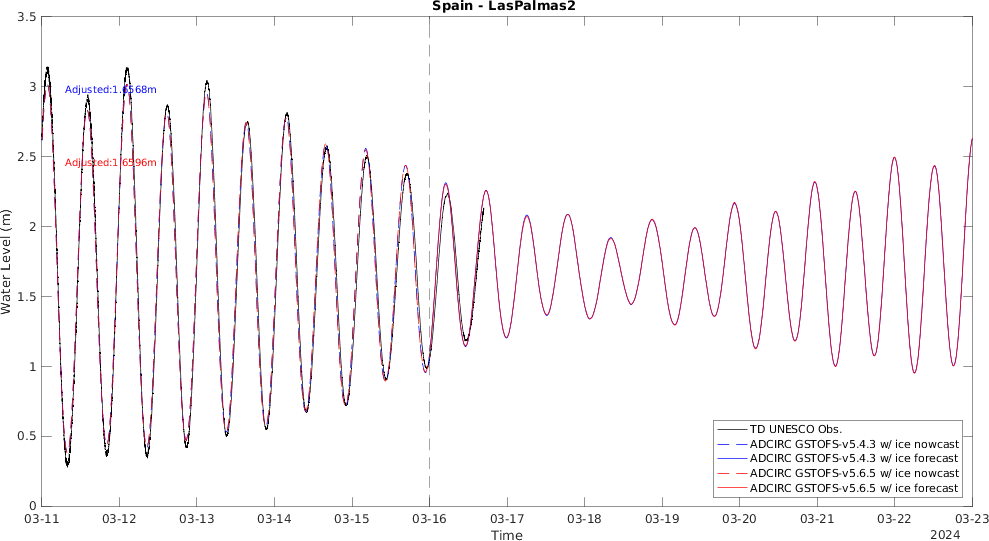 Spain - LasPalmas2
3.5
3
2.5
2
1.5
1
0.5
0
Water Level (m)
Adjusted:1.6568m
Adjusted:1.6596m
TD UNESCO Obs.
ADCIRC GSTOFS-v5.4.3 w/ ice nowcast
ADCIRC GSTOFS-v5.4.3 w/ ice forecast
ADCIRC GSTOFS-v5.6.5 w/ ice nowcast
ADCIRC GSTOFS-v5.6.5 w/ ice forecast
03-11 03-12 03-13 03-14 03-15 03-16 03-17 03-18 03-19 03-20 03-21 03-22 03-23
Time
2024